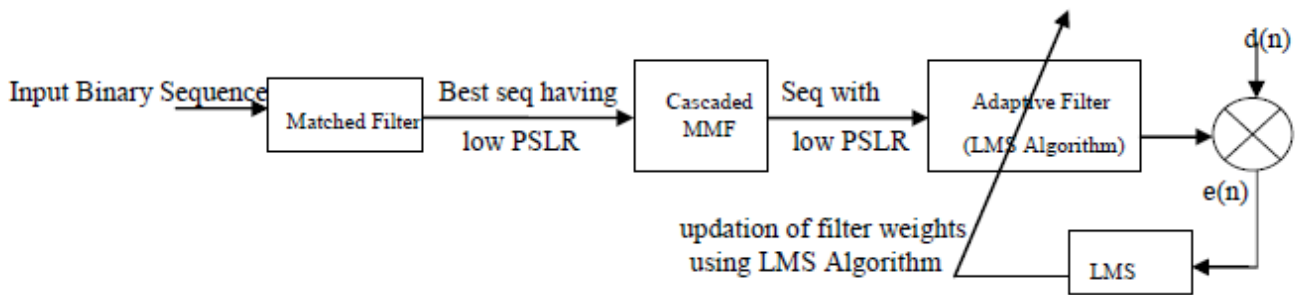 d(n)
Input Binary Sequence
Matched Filter
Best seq having
low PSLR
Cascaded
MMF
Seq with
low PSLR
Adaptive Filter
(LMS Algorithm)
e(n)
updation of filter weights
using LMS Algorithm
LMS